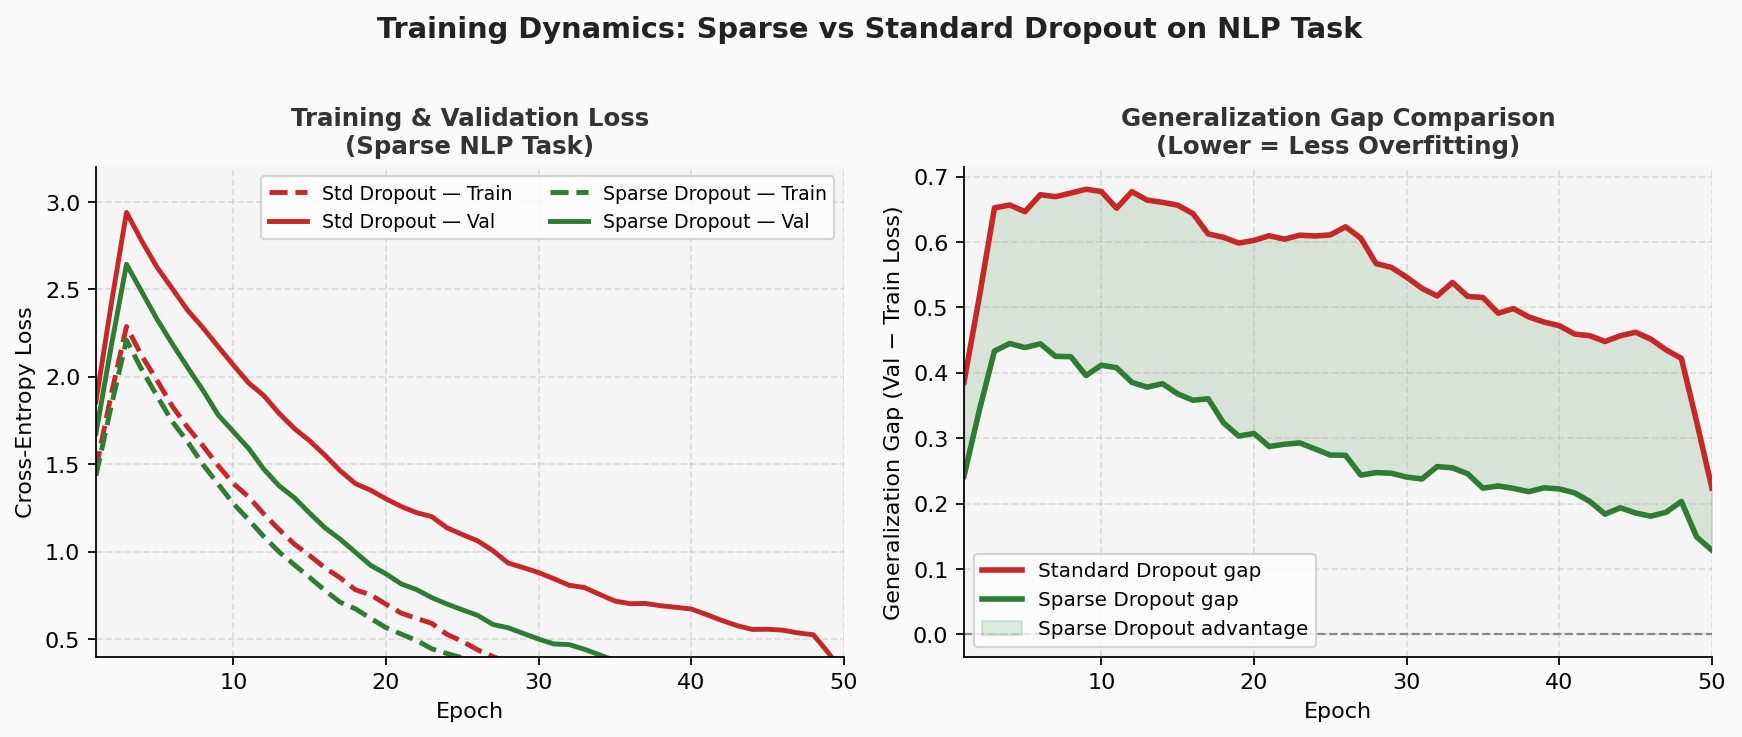 Training Dynamics: Sparse vs Standard Dropout on NLP Task
Training & Validation Loss
(Sparse NLP Task)
Cross-Entropy Loss
3.0
2.5
2.0
1.5
1.0
0.5
Std Dropout — Train
Std Dropout — Val
Sparse Dropout — Train
Sparse Dropout — Val
10
20
30
40
50
Epoch
Generalization Gap Comparison
(Lower = Less Overfitting)
Generalization Gap (Val − Train Loss)
0.7
0.6
0.5
0.4
0.3
0.2
0.1
0.0
Standard Dropout gap
Sparse Dropout gap
Sparse Dropout advantage
10
20
30
40
50
Epoch